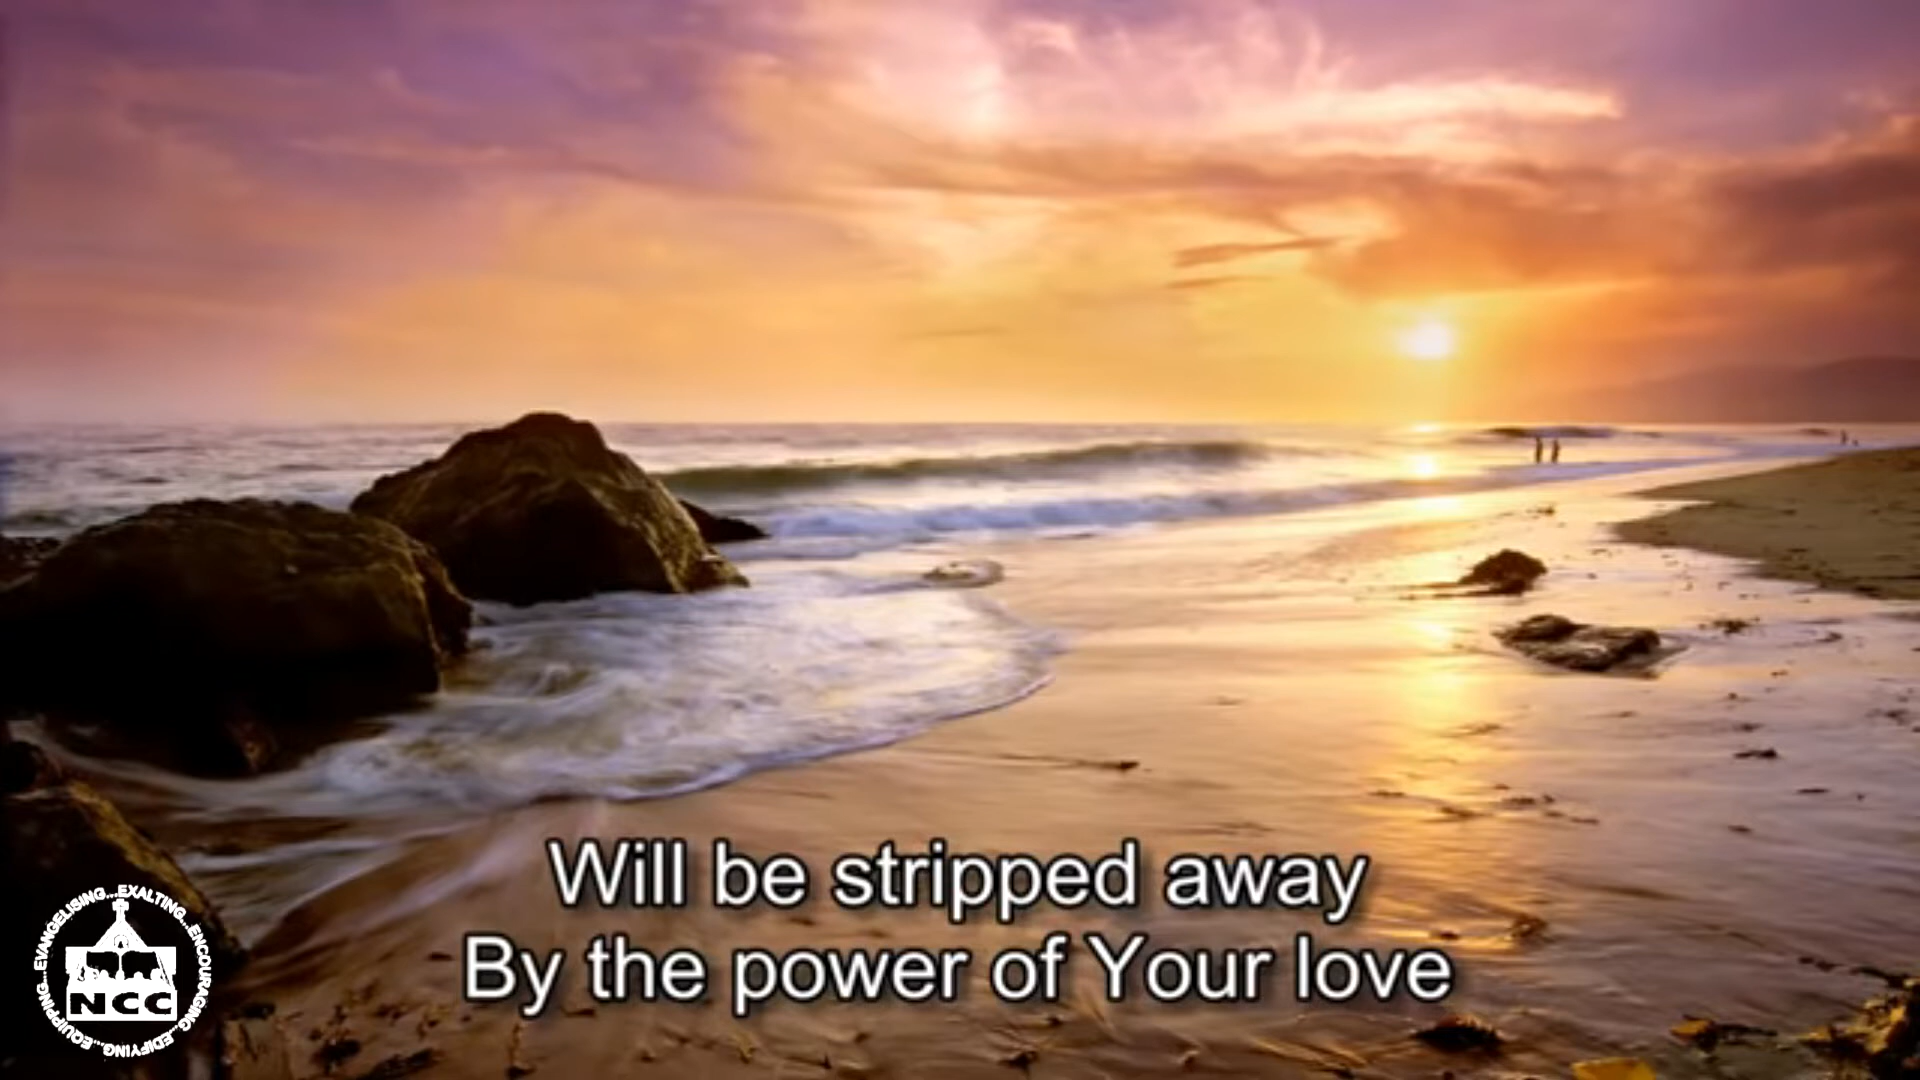 Will be stripped away
By the power of Your love
EVANGELISING...EXALTING...ENCOURAGING...EDIFYING...EQUIPPING...
NCC